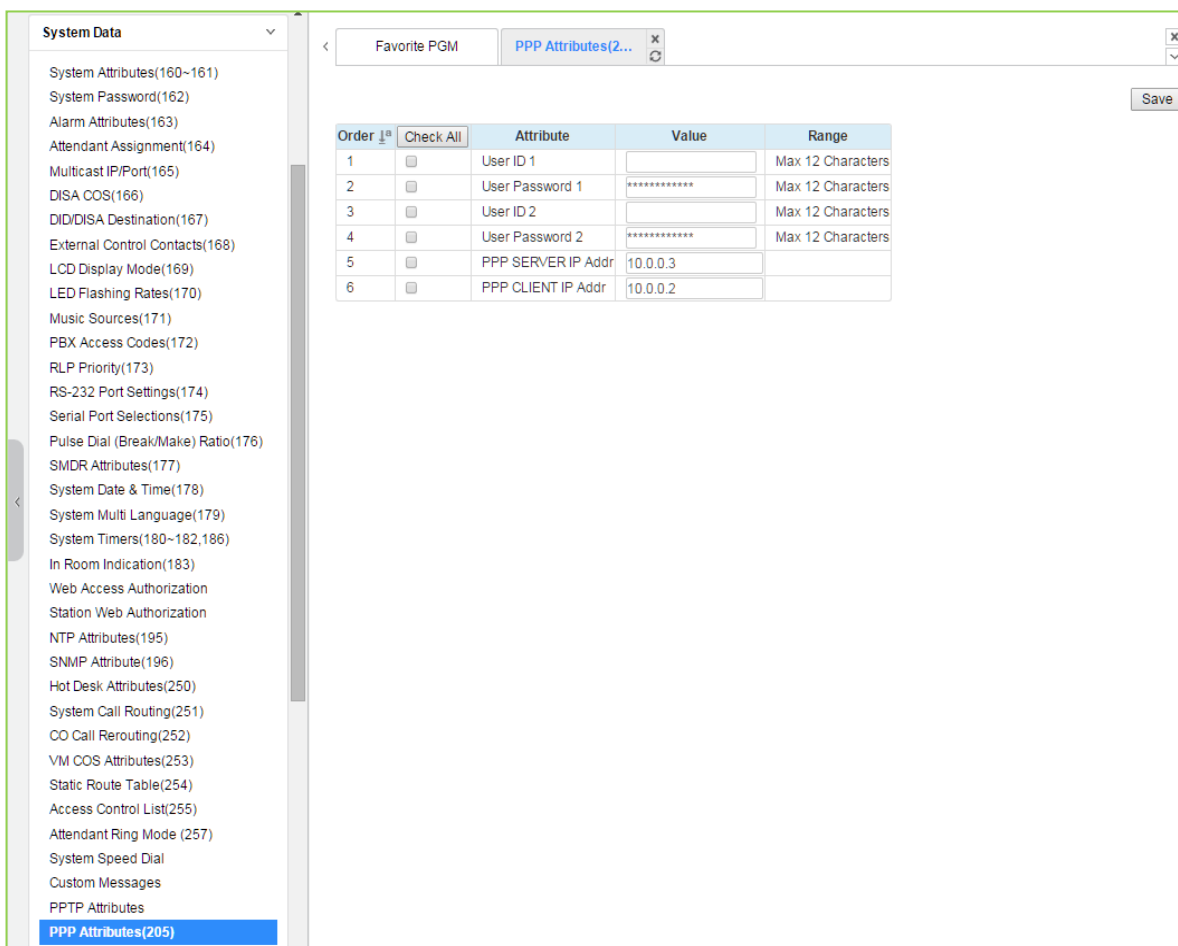 System Data
System Attributes(160~161)
System Password(162)
Alarm Attributes(163)
Attendant Assignment(164)
Multicast IP/Port(165)
DISA COS(166)
DID/DISA Destination(167)
External Control Contacts(168)
LCD Display Mode(169)
LED Flashing Rates(170)
Music Sources(171)
PBX Access Codes(172)
RLP Priority(173)
RS-232 Port Settings(174)
Serial Port Selections(175)
Pulse Dial (Break/Make) Ratio(176)
SMDR Attributes(177)
System Date & Time(178)
System Multi Language(179)
System Timers(180~182,186)
In Room Indication(183)
Web Access Authorization
Station Web Authorization
NTP Attributes(195)
SNMP Attribute(196)
Hot Desk Attributes(250)
System Call Routing(251)
CO Call Rerouting(252)
VM COS Attributes(253)
Static Route Table(254)
Access Control List(255)
Attendant Ring Mode (257)
System Speed Dial
Custom Messages
PPTP Attributes
PPP Attributes(205)
Favorite PGM
PPP Attributes(2...
Save
Order Check All Attribute Value Range
1 User ID 1 Max 12 Characters
2 User Password 1 ************ Max 12 Characters
3 User ID 2 Max 12 Characters
4 User Password 2 ************ Max 12 Characters
5 PPP SERVER IP Addr 10.0.0.3
6 PPP CLIENT IP Addr 10.0.0.2